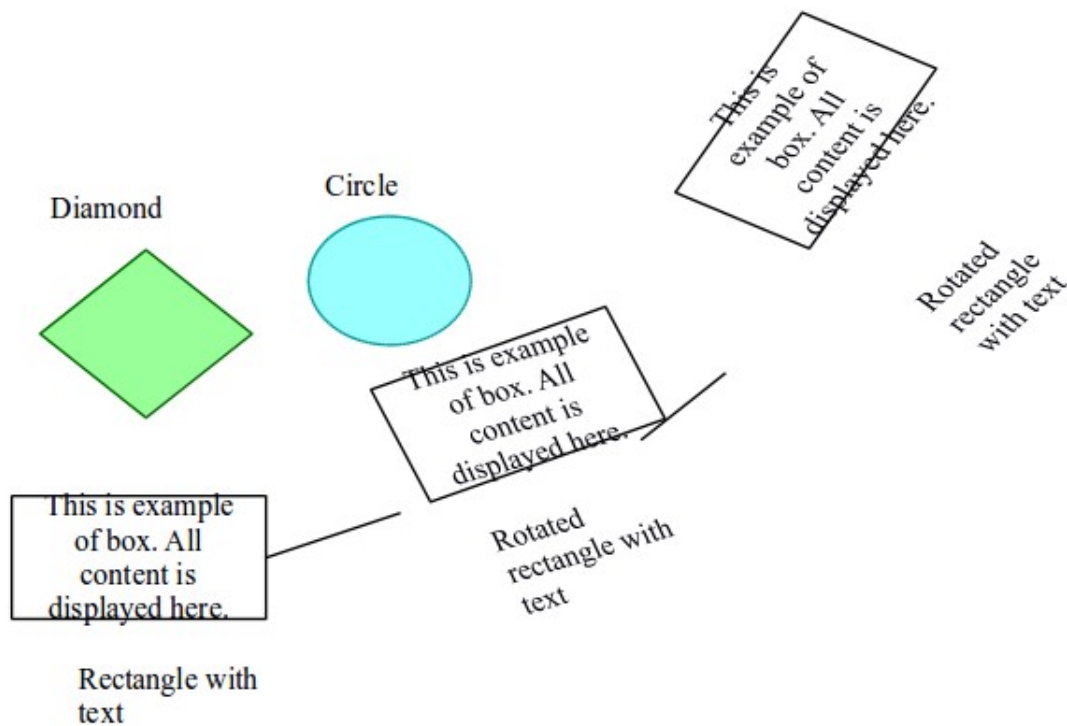 Diamond
Circle
This is
example of
box. All
content is
displayed here.
Rotated
rectangle
with text
This is example
of box. All
content is
displayed here.
Rotated
rectangle with
text
This is example
of box. All
content is
displayed here.
Rectangle with
text